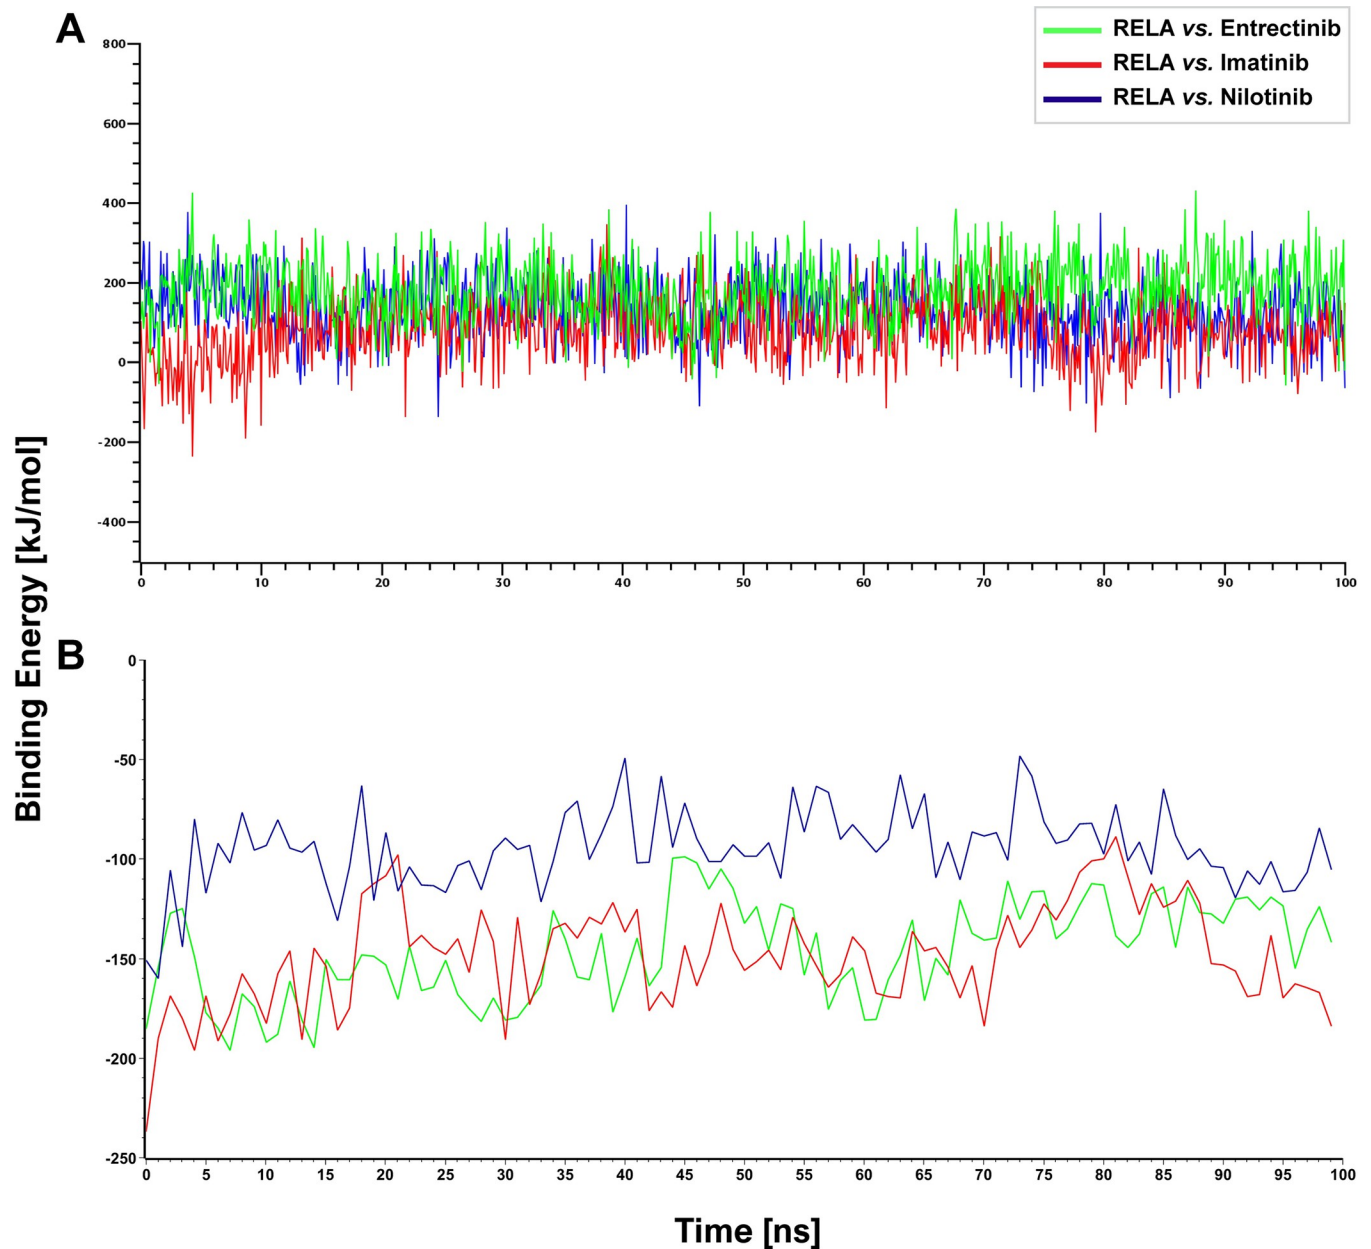 A
RELA vs. Entrectinib
RELA vs. Imatinib
RELA vs. Nilotinib
800
600
400
200
0
-200
-400
0 10 20 30 40 50 60 70 80 90 100
Binding Energy [kJ/mol]
B
0
-50
-100
-150
-200
-250
0 5 10 15 20 25 30 35 40 45 50 55 60 65 70 75 80 85 90 95 100
Time [ns]